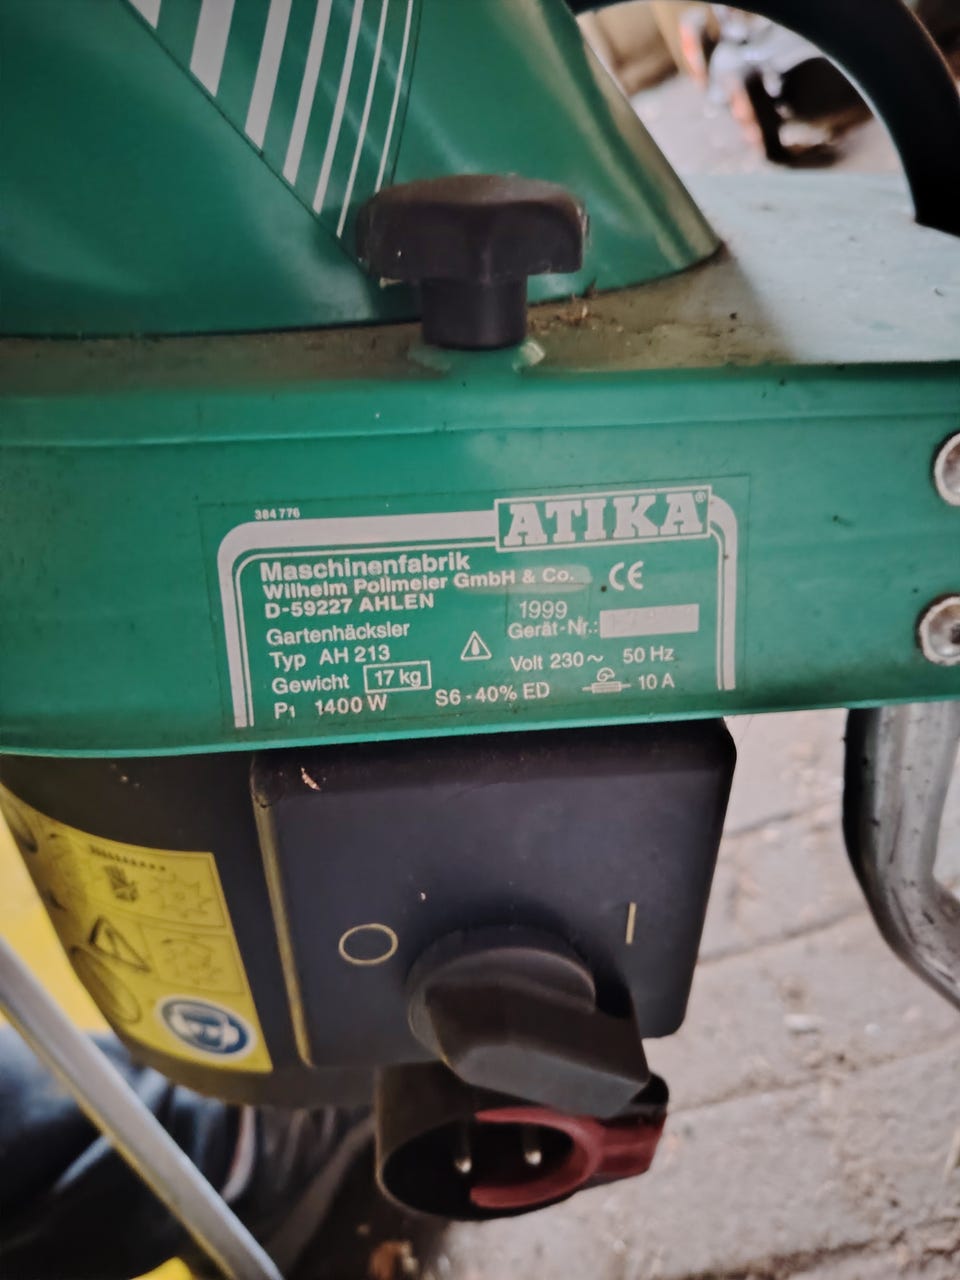 384 776
ATIKA®
Maschinenfabrik
Wilhelm Pollmeier GmbH & Co.
D-59227 AHLEN
CE
1999
Gartenhäcksler
Gerät-Nr.:
Typ AH 213
Volt 230~ 50 Hz
Gewicht 17 kg
P1 1400 W
S6 - 40% ED
10 A
O
I